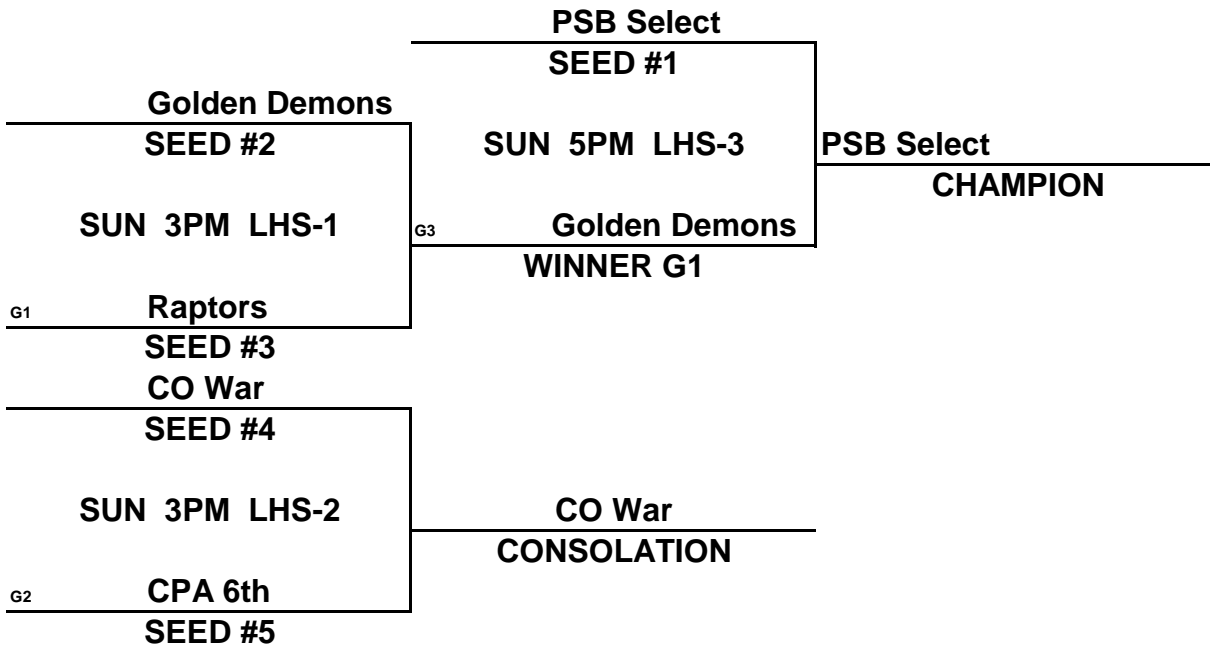 PSB Select
SEED #1
Golden Demons
SEED #2
SUN 5PM LHS-3
PSB Select
CHAMPION
SUN 3PM LHS-1
G3 Golden Demons
WINNER G1
G1 Raptors
SEED #3
CO War
SEED #4
SUN 3PM LHS-2
CO War
CONSOLATION
G2 CPA 6th
SEED #5